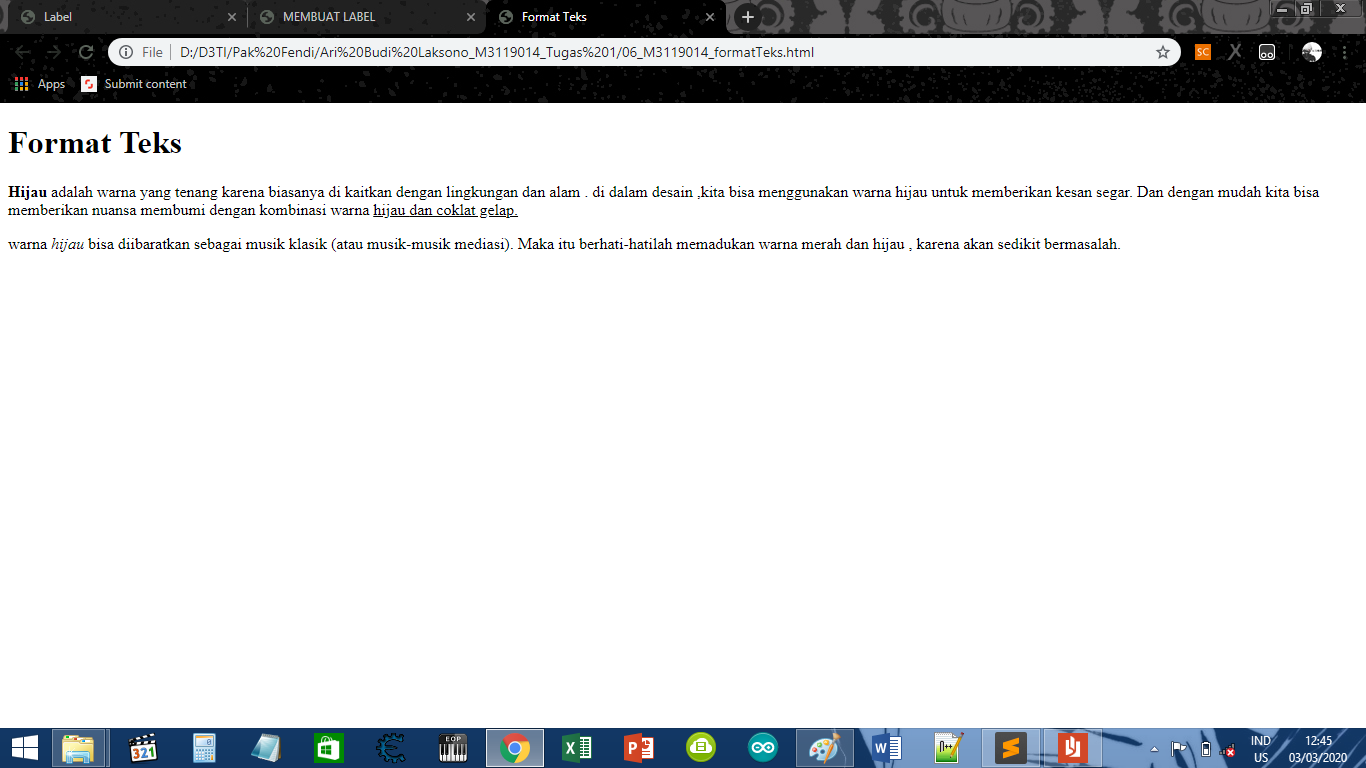 Label
MEMBUAT LABEL
Format Teks
File
D:/D3TI/Pak%20Fendi/Ari%20Budi%20Laksono_M3119014_Tugas%201/06_M3119014_formatTeks.html
SC
Apps
Submit content
Format Teks
Hijau adalah warna yang tenang karena biasanya di kaitkan dengan lingkungan dan alam . di dalam desain ,kita bisa menggunakan warna hijau untuk memberikan kesan segar. Dan dengan mudah kita bisa
memberikan nuansa membumi dengan kombinasi warna hijau dan coklat gelap.
warna hijau bisa diibaratkan sebagai musik klasik (atau musik-musik mediasi). Maka itu berhati-hatilah memadukan warna merah dan hijau , karena akan sedikit bermasalah.
321
EOP
IND
US
12:45
03/03/2020